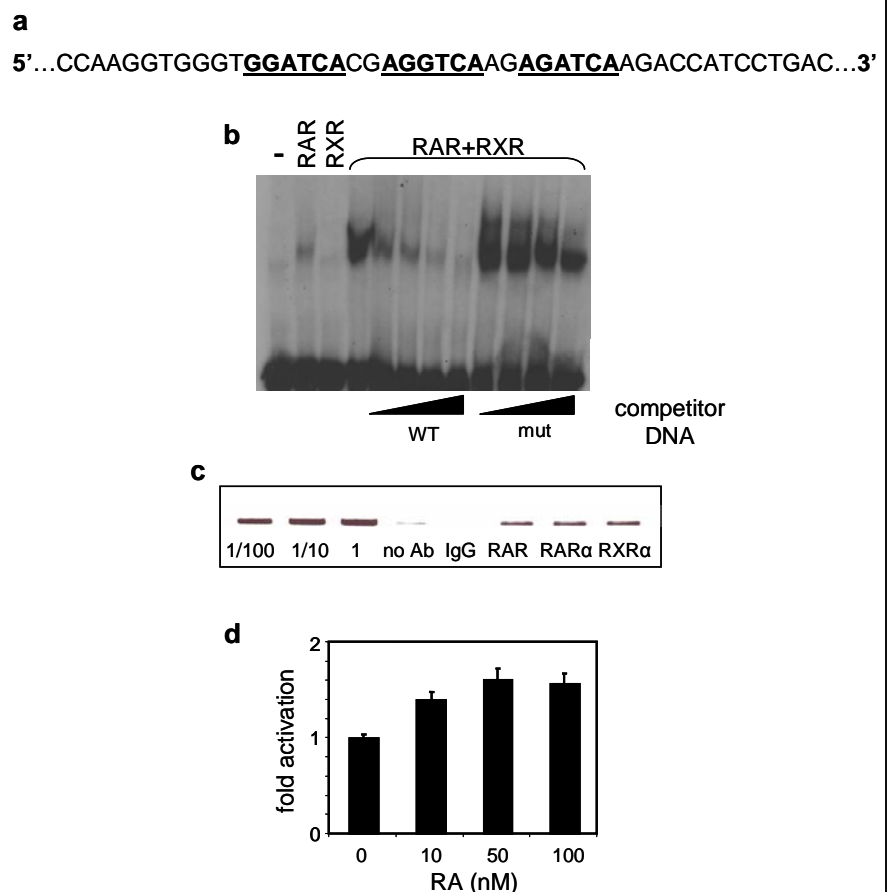 a
5’...CCAAGGTGGGTGGATCACGAGGTCAAGAGATCAAGACCATCCTGAC...3’
b
- RAR RXR RAR+RXR
WT mut competitor DNA
c
1/100 1/10 1 no Ab IgG RAR RARα RXRα
d
2
1
0
fold activation
0 10 50 100
RA (nM)